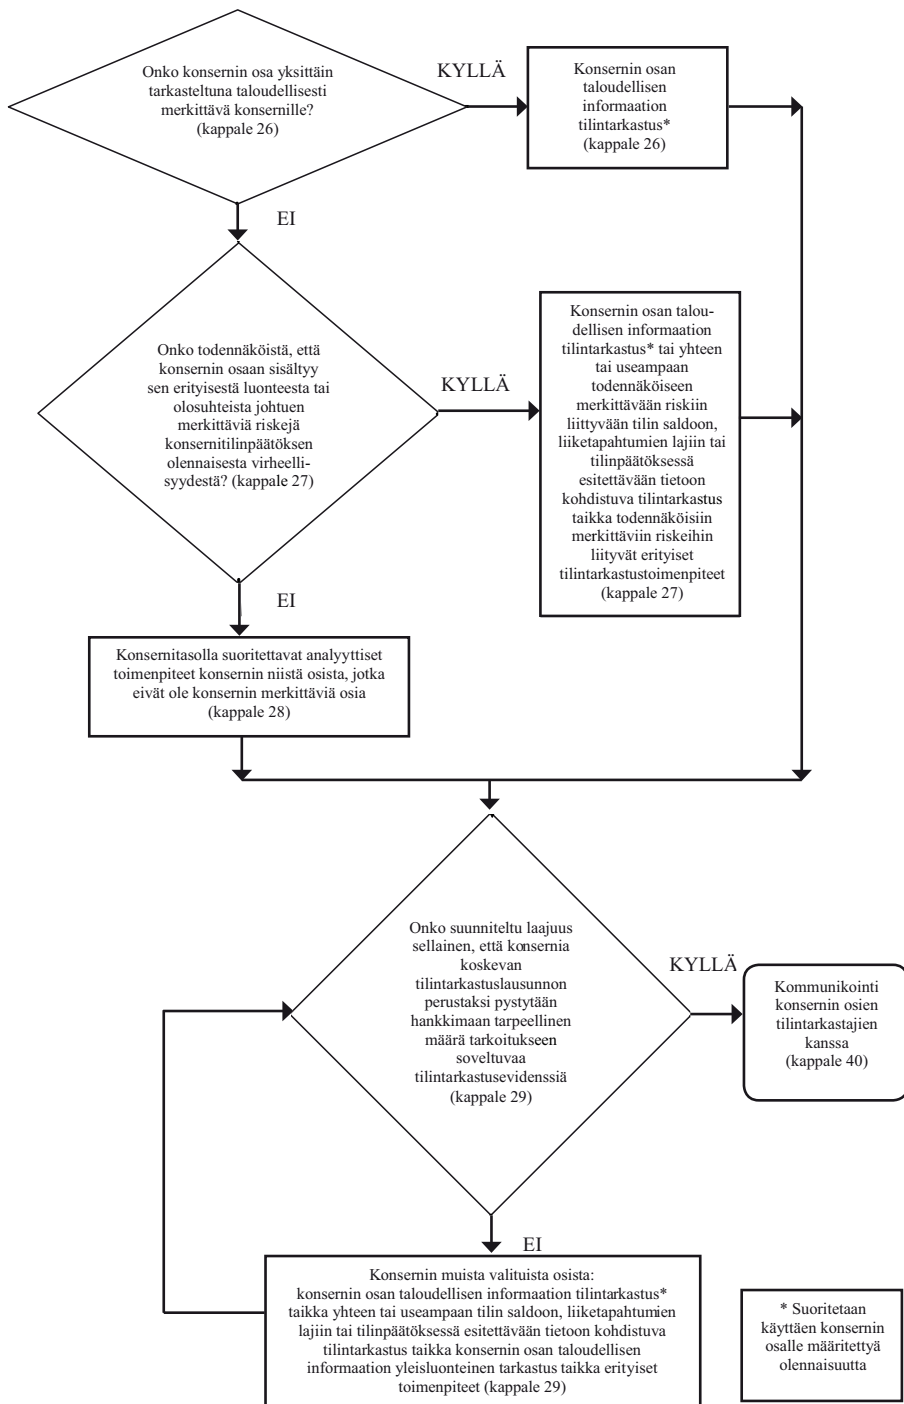 Onko konsernin osa yksittäin
tarkasteltuna taloudellisesti
merkittävä konsernille?
(kappale 26)
KYLLÄ
Konsernin osan
taloudellisen
informaation
tilintarkastus*
(kappale 26)
EI
Onko todennäköistä, että
konsernin osaan sisältyy
sen erityisestä luonteesta tai
olosuhteista johtuen
merkittäviä riskejä
konsernitilinpäätöksen
olennaisesta virheelli-
syydestä? (kappale 27)
KYLLÄ
Konsernin osan talou-
dellisen informaation
tilintarkastus* tai yhteen
tai useampaan
todennäköiseen
merkittävään riskiin
liittyvään tilin saldoon,
liiketapahtumien lajiin tai
tilinpäätöksessä
esitettävään tietoon
kohdistuva tilintarkastus
taikka todennäköisiin
merkittäviin riskeihin
liityvät erityiset
tilintarkastustoimenpiteet
(kappale 27)
EI
Konsernitasolla suoritettavat analyyttiset
toimenpiteet konsernin niistä osista, jotka
eivät ole konsernin merkittäviä osia
(kappale 28)
Onko suunniteltu laajuus
sellainen, että konsernia
koskevan
tilintarkastuslausunnon
perustaksi pystytään
hankkimaan tarpeellinen
määrä tarkoitukseen
soveltuvaa
tilintarkastusevidenssiä
(kappale 29)
KYLLÄ
Kommunikointi
konsernin osien
tilintarkastajien
kanssa
(kappale 40)
EI
Konsernin muista valituista osista:
konsernin osan taloudellisen informaation tilintarkastus*
taikka yhteen tai useampaan tilin saldoon, liiketapahtumien
lajiin tai tilinpäätöksessä esitettävään tietoon kohdistuva
tilintarkastus taikka konsernin osan taloudellisen
informaation yleisluonteinen tarkastus taikka erityiset
toimenpiteet (kappale 29)
* Suoritetaan
käyttäen konsernin
osalle määritettyä
olennaisuutta